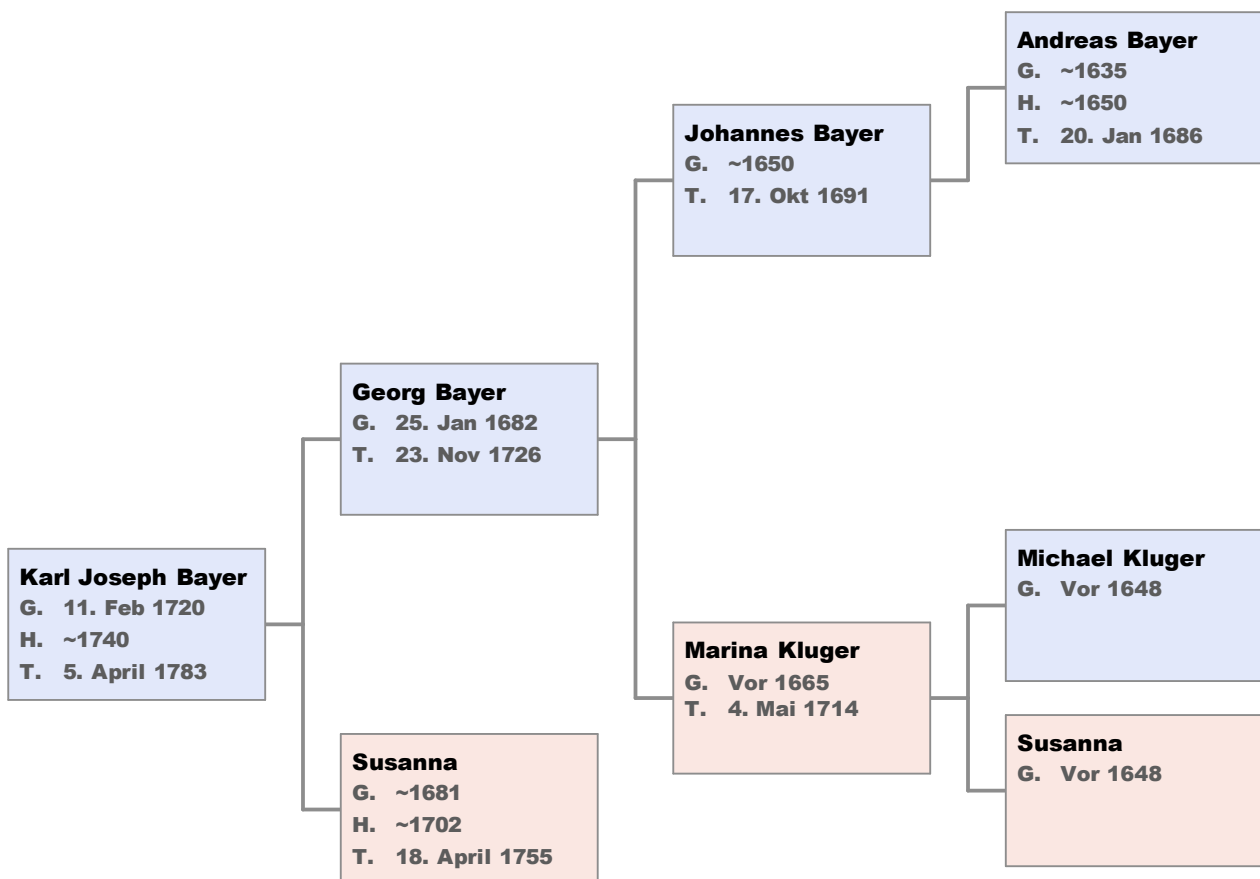 Andreas Bayer
G. ~1635
H. ~1650
T. 20. Jan 1686
Johannes Bayer
G. ~1650
T. 17. Okt 1691
Georg Bayer
G. 25. Jan 1682
T. 23. Nov 1726
Karl Joseph Bayer
G. 11. Feb 1720
H. ~1740
T. 5. April 1783
Michael Kluger
G. Vor 1648
Marina Kluger
G. Vor 1665
T. 4. Mai 1714
Susanna
G. Vor 1648
Susanna
G. ~1681
H. ~1702
T. 18. April 1755